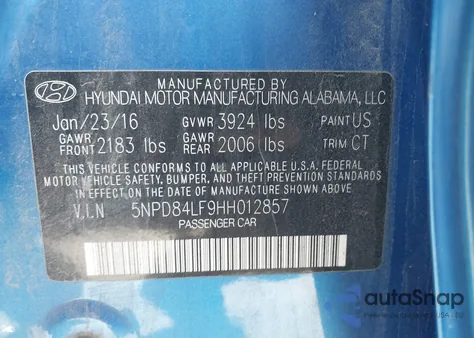 MANUFACTURED BY
HYUNDAI MOTOR MANUFACTURING ALABAMA, LLC
Jan/23/16 GVWR 3924 lbs PAINT US
GAWR FRONT 2183 lbs GAWR REAR 2006 lbs TRIM CT
THIS VEHICLE CONFORMS TO ALL APPLICABLE U.S.A. FEDERAL
MOTOR VEHICLE SAFETY, BUMPER, AND THEFT PREVENTION STANDARDS
IN EFFECT ON THE DATE OF MANUFACTURE SHOWN ABOVE.
V.I.N 5NPD84LF9HH012857
PASSENGER CAR
autoSnap